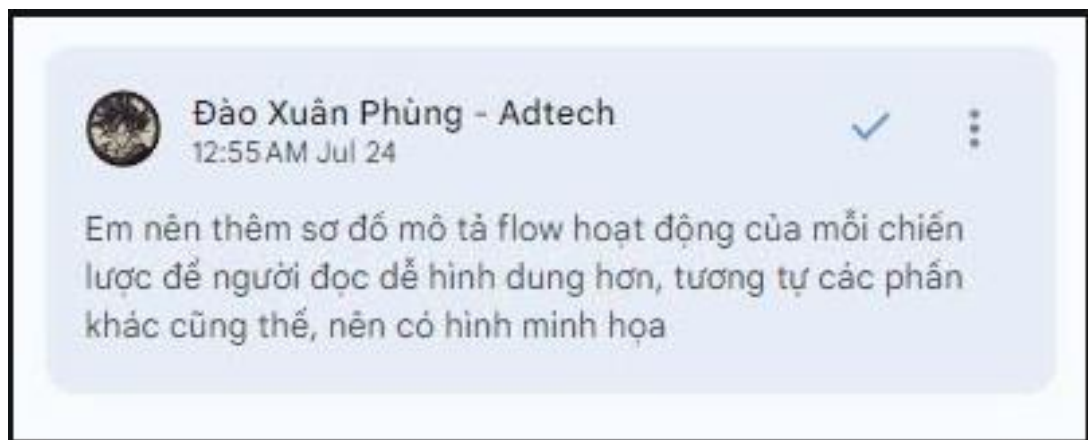 Đào Xuân Phùng - Adtech
12:55 AM Jul 24
Em nên thêm sơ đồ mô tả flow hoạt động của mỗi chiến
lược để người đọc dễ hình dung hơn, tương tự các phần
khác cũng thế, nên có hình minh họa